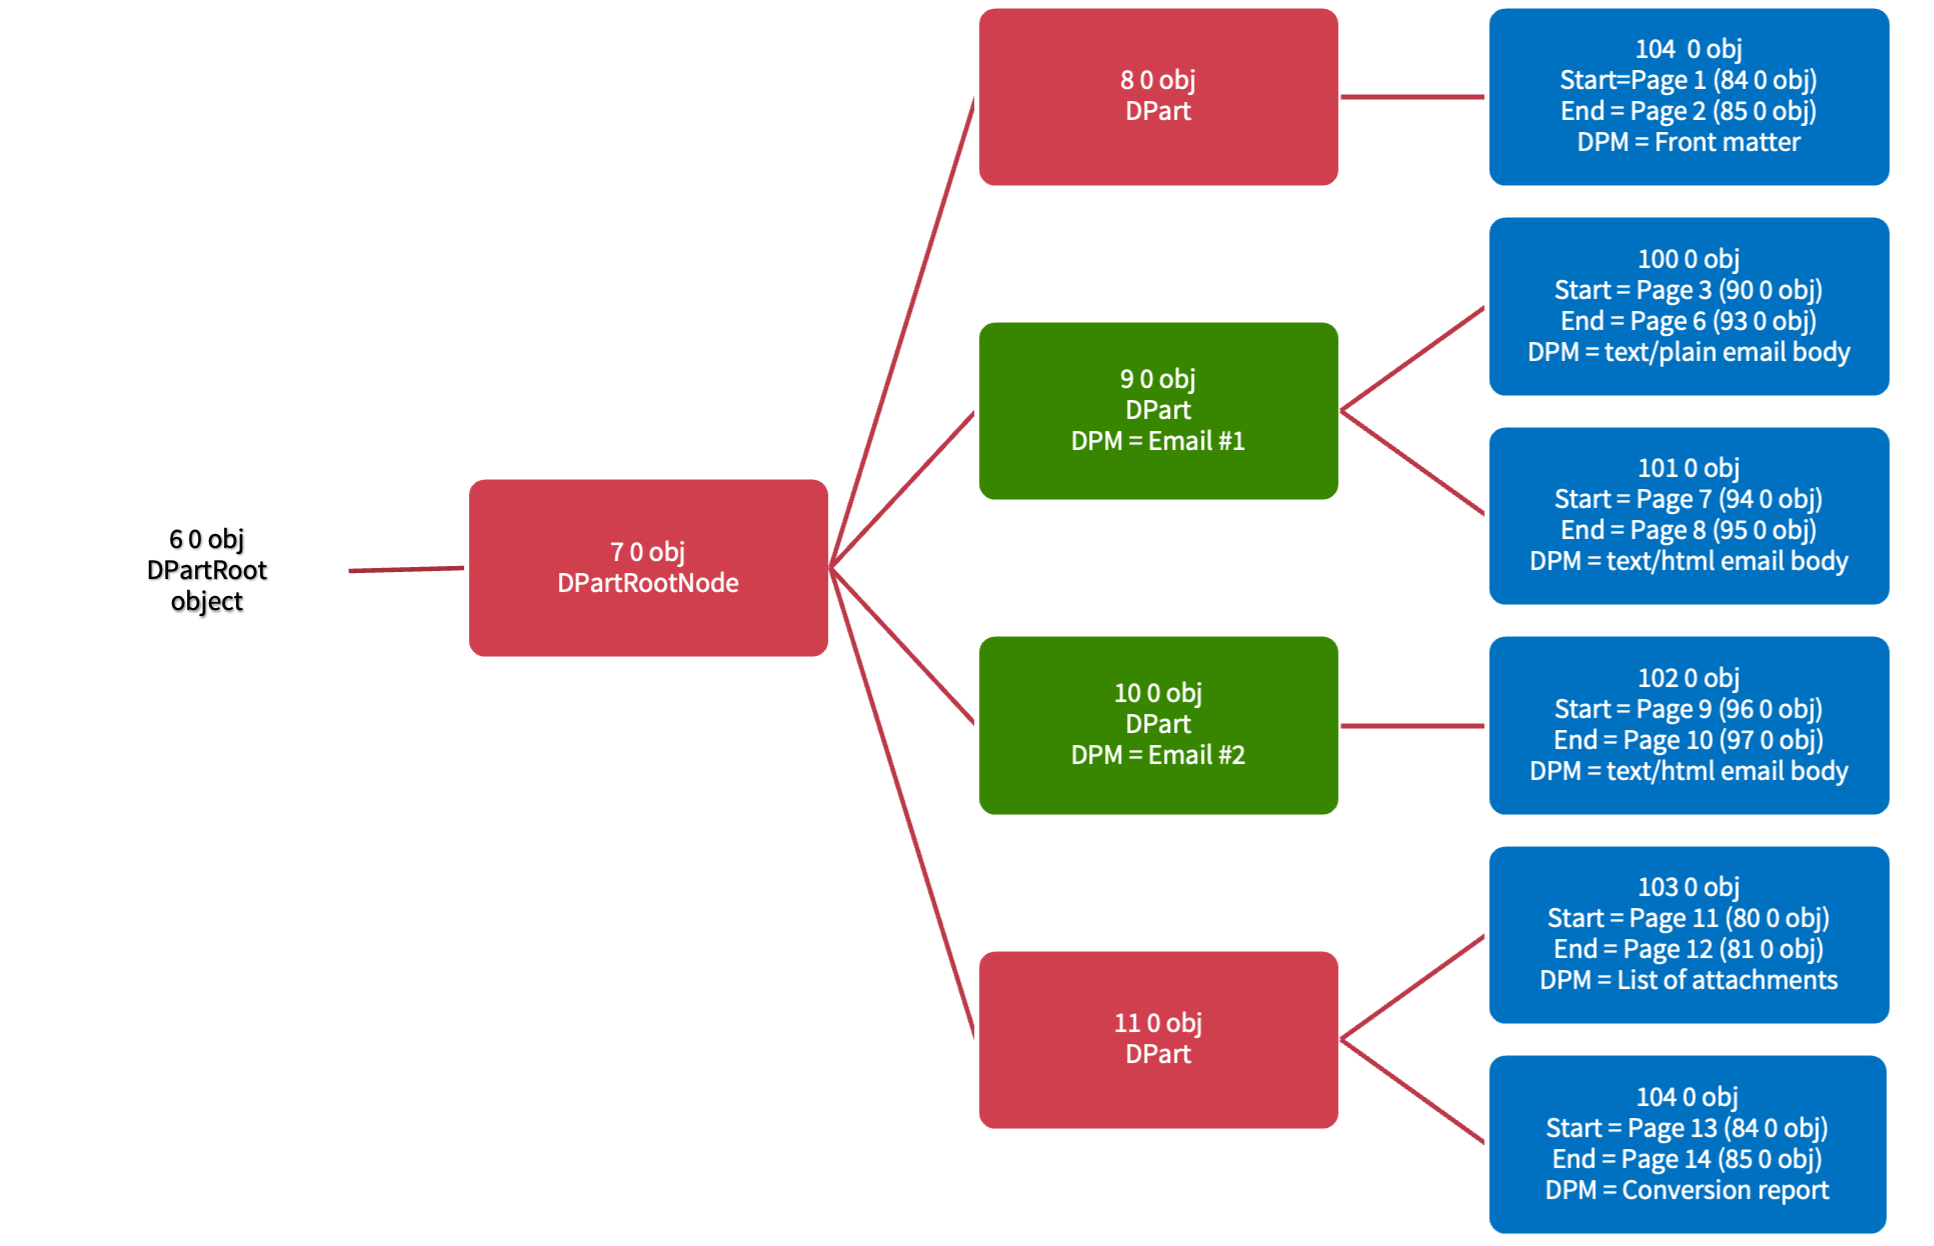 6 0 obj
DPartRoot
object
7 0 obj
DPartRootNode
8 0 obj
DPart
104  0 obj
Start=Page 1 (84 0 obj)
End = Page 2 (85 0 obj)
DPM = Front matter
9 0 obj
DPart
DPM = Email #1
100 0 obj
Start = Page 3 (90 0 obj)
End = Page 6 (93 0 obj)
DPM = text/plain email body
101 0 obj
Start = Page 7 (94 0 obj)
End = Page 8 (95 0 obj)
DPM = text/html email body
10 0 obj
DPart
DPM = Email #2
102 0 obj
Start = Page 9 (96 0 obj)
End = Page 10 (97 0 obj)
DPM = text/html email body
11 0 obj
DPart
103 0 obj
Start = Page 11 (80 0 obj)
End = Page 12 (81 0 obj)
DPM = List of attachments
104 0 obj
Start = Page 13 (84 0 obj)
End = Page 14 (85 0 obj)
DPM = Conversion report